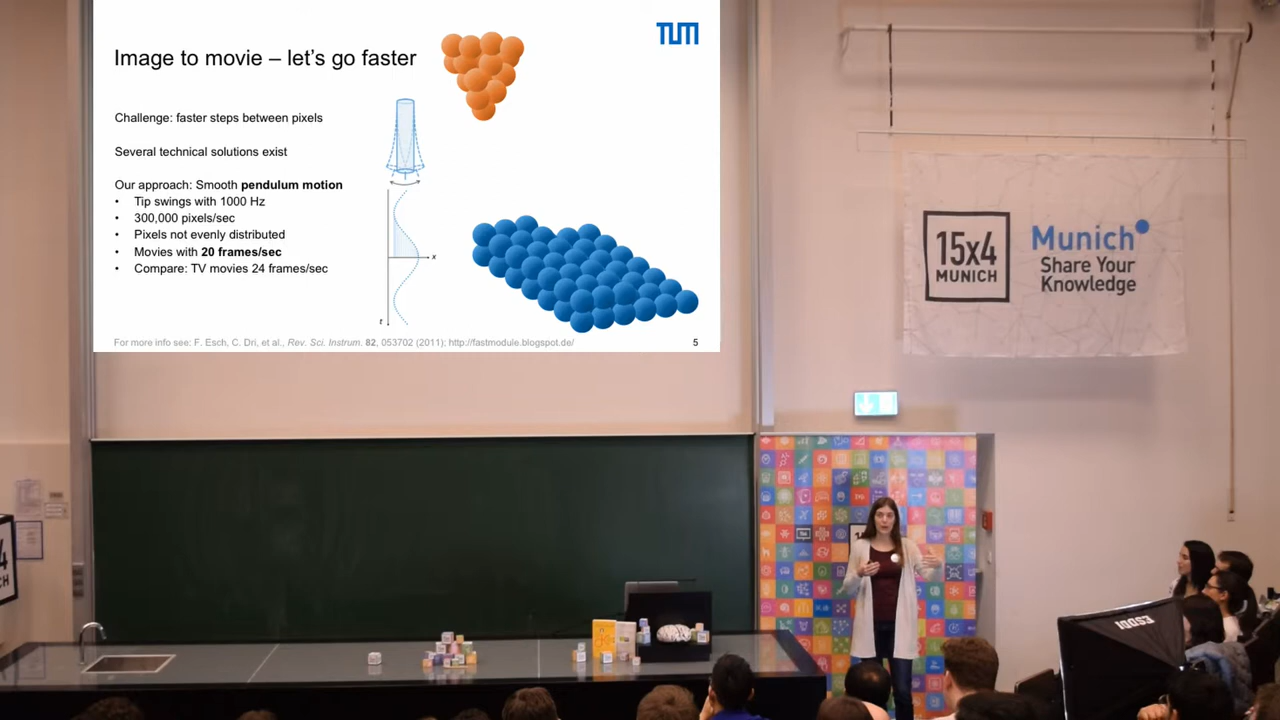 TUM
Image to movie – let's go faster
Challenge: faster steps between pixels
Several technical solutions exist
Our approach: Smooth pendulum motion
• Tip swings with 1000 Hz
• 300,000 pixels/sec
• Pixels not evenly distributed
• Movies with 20 frames/sec
• Compare: TV movies 24 frames/sec
x
t
For more info see: F. Esch, C. Dri, et al., Rev. Sci. Instrum. 82, 053702 (2011); http://fastmodule.blogspot.de/
5
15x4
MUNICH
Munich
Share Your
Knowledge
4
CH
ESDDI